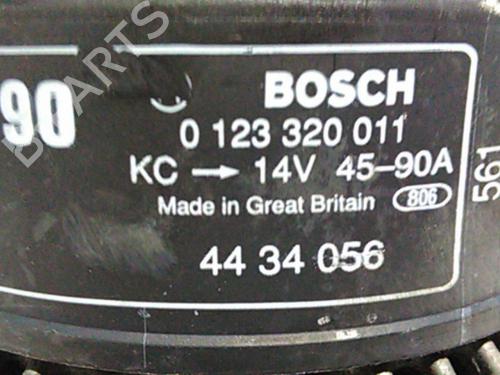 90
BOSCH
0 123 320 011
KC → 14V 45-90A
Made in Great Britain 806
561
44 34 056
PARTS